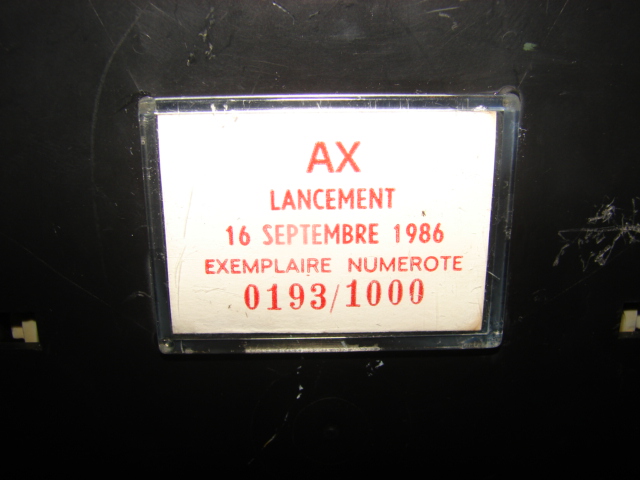 AX
LANCEMENT
16 SEPTEMBRE 1986
EXEMPLAIRE NUMEROTE
0193/1000